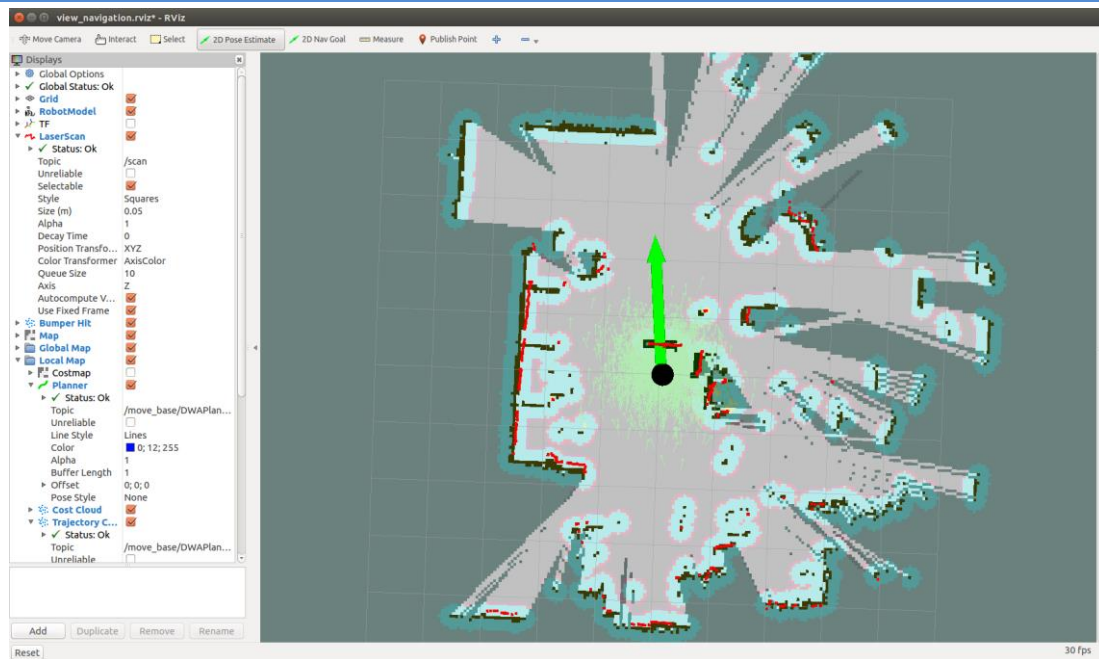 view_navigation.rviz* - RViz
Move Camera Interact Select 2D Pose Estimate 2D Nav Goal Measure Publish Point
Displays
Global Options
Global Status: Ok
Grid
RobotModel
TF
LaserScan
Status: Ok
Topic /scan
Unreliable
Selectable
Style Squares
Size (m) 0.05
Alpha 1
Decay Time 0
Position Transfo... XYZ
Color Transformer AxisColor
Queue Size 10
Axis Z
Autocompute V...
Use Fixed Frame
Bumper Hit
Map
Global Map
Local Map
Costmap
Planner
Status: Ok
Topic /move_base/DWAPlan...
Unreliable
Line Style Lines
Color 0; 12; 255
Alpha 1
Buffer Length 1
Offset 0; 0; 0
Pose Style None
Cost Cloud
Trajectory C...
Status: Ok
Topic /move_base/DWAPlan...
Unreliable
Add Duplicate Remove Rename
Reset 30 fps